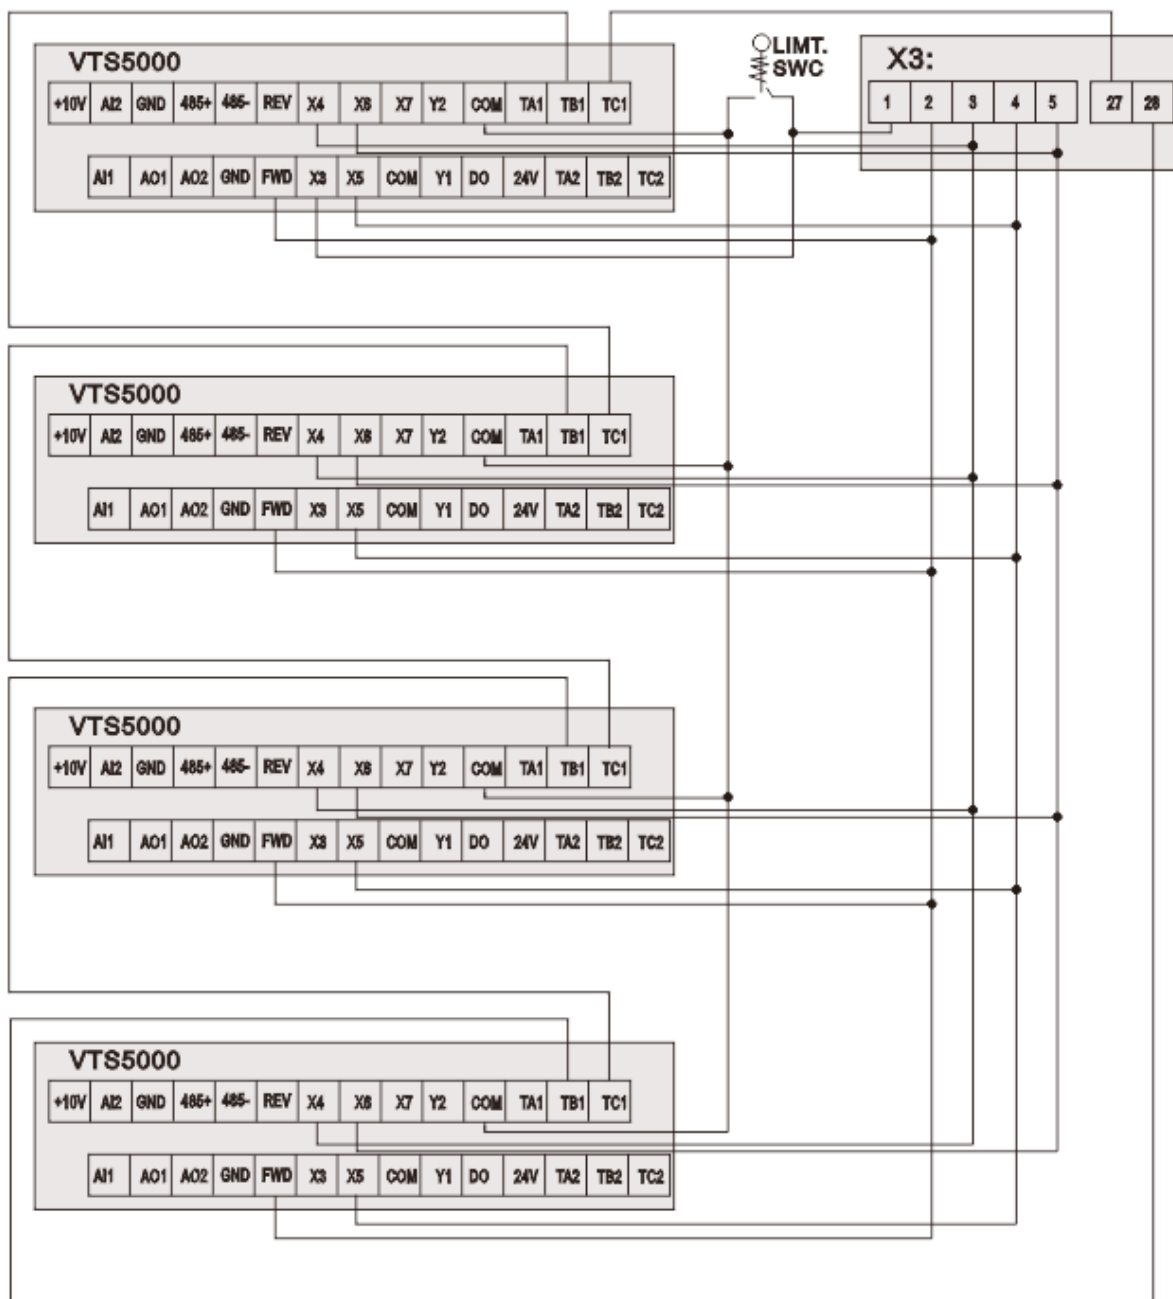 VTS5000
+10V AI2 GND 485+ 485- REV X4 X6 X7 Y2 COM TA1 TB1 TC1
AI1 AO1 AO2 GND FWD X3 X5 COM Y1 DO 24V TA2 TB2 TC2
LIMT.
SWC
X3:
1 2 3 4 5 27 28
VTS5000
+10V AI2 GND 485+ 485- REV X4 X6 X7 Y2 COM TA1 TB1 TC1
AI1 AO1 AO2 GND FWD X3 X5 COM Y1 DO 24V TA2 TB2 TC2
VTS5000
+10V AI2 GND 485+ 485- REV X4 X6 X7 Y2 COM TA1 TB1 TC1
AI1 AO1 AO2 GND FWD X3 X5 COM Y1 DO 24V TA2 TB2 TC2
VTS5000
+10V AI2 GND 485+ 485- REV X4 X6 X7 Y2 COM TA1 TB1 TC1
AI1 AO1 AO2 GND FWD X3 X5 COM Y1 DO 24V TA2 TB2 TC2